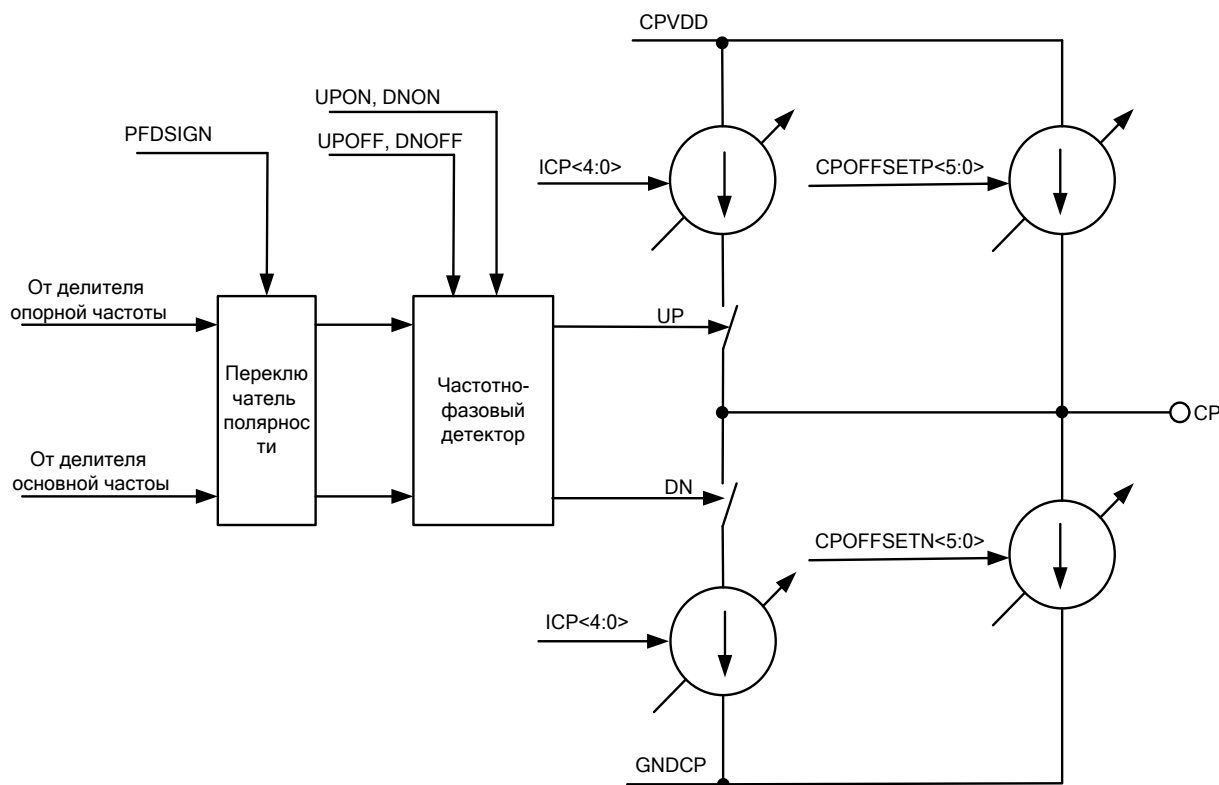 CPVDD
UPON, DNON
PFDSIGN
UPOFF, DNOFF
ICP<4:0>
CPOFFSETP<5:0>
От делителя
опорной частоты
UP
Переклю
чатель
полярнос
ти
Частотно-
фазовый
детектор
CP
От делителя
основной частоы
DN
CPOFFSETN<5:0>
ICP<4:0>
GNDCP